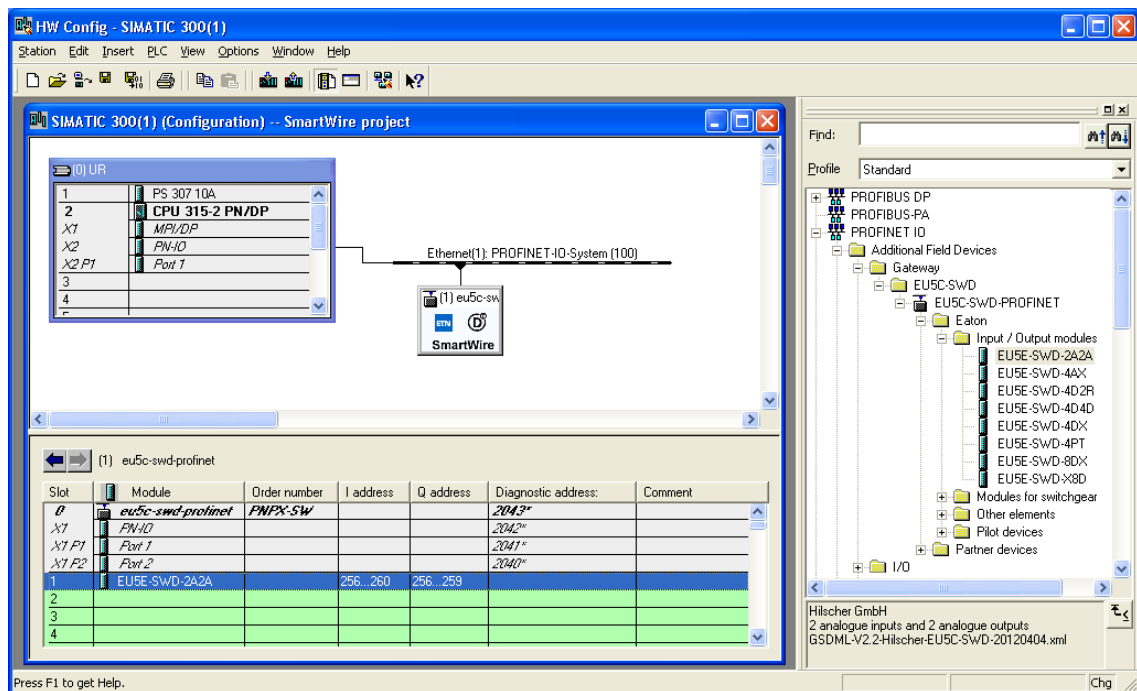 HW Config - SIMATIC 300(1)
Station Edit Insert PLC View Options Window Help
SIMATIC 300(1) (Configuration) -- SmartWire project
(0) UR
1 PS 307 10A
2 CPU 315-2 PN/DP
X1 MPI/DP
X2 PN-IO
X2 P1 Port 1
3
4
Ethernet(1): PROFINET-IO-System (100)
(1) eu5c-sw
ETN
SmartWire
(1) eu5c-swd-profinet
Slot Module Order number I address Q address Diagnostic address: Comment
0 eu5c-swd-profinet PNPX-SW 2043*
X1 PN-IO 2042*
X1 P1 Port 1 2041*
X1 P2 Port 2 2040*
1 EU5E-SWD-2A2A 256...260 256...259
2
3
4
Find:
Profile Standard
PROFIBUS DP
PROFIBUS-PA
PROFINET IO
Additional Field Devices
Gateway
EU5C-SWD
EU5C-SWD-PROFINET
Eaton
Input / Output modules
EU5E-SWD-2A2A
EU5E-SWD-4AX
EU5E-SWD-4D2R
EU5E-SWD-4D4D
EU5E-SWD-4DX
EU5E-SWD-4PT
EU5E-SWD-8DX
EU5E-SWD-X8D
Modules for switchgear
Other elements
Pilot devices
Partner devices
I/O
Hilscher GmbH
2 analogue inputs and 2 analogue outputs
GSDML-V2.2-Hilscher-EU5C-SWD-20120404.xml
Press F1 to get Help.
Chg